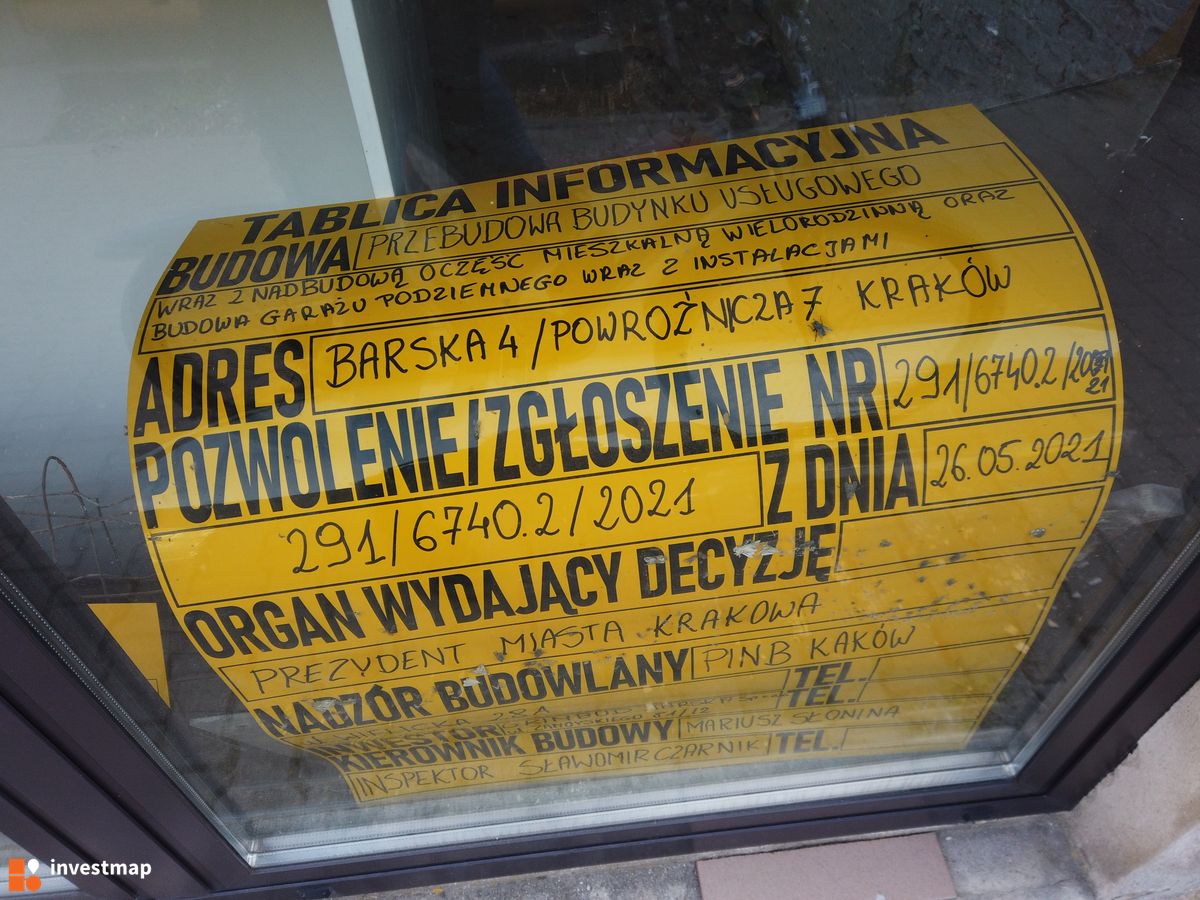 TABLICA INFORMACYJNA
BUDOWA PRZEBUDOWA BUDYNKU USŁUGOWEGO
WRAZ Z NADBUDOWĄ O CZĘŚĆ MIESZKALNĄ WIELORODZINNĄ ORAZ
BUDOWA GARAŻU PODZIEMNEGO WRAZ Z INSTALACJAMI
ADRES BARSKA 4 / POWROŹNICZA 7 KRAKÓW
POZWOLENIE/ZGŁOSZENIE NR 291/6740.2/2021
291/6740.2/2021 Z DNIA 26.05.2021
ORGAN WYDAJĄCY DECYZJĘ
PREZYDENT MIASTA KRAKOWA
NADZÓR BUDOWLANY PINB KAKÓW
TEL.
INWESTOR TEL.
KIEROWNIK BUDOWY MARIUSZ SŁONINA
INSPEKTOR SŁAWOMIR CZARNIK TEL.
investmap